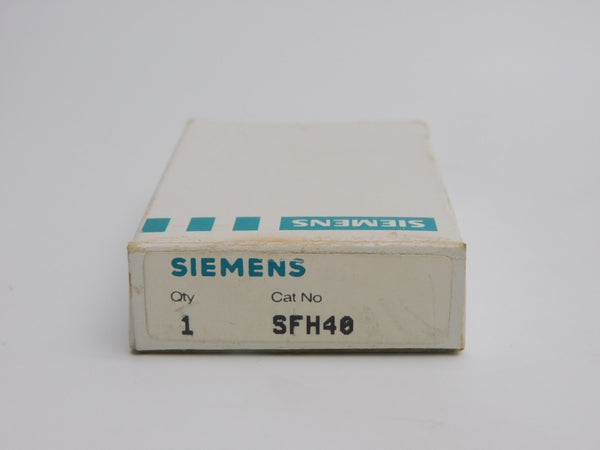 SIEMENS
SIEMENS
Qty Cat No
1 SFH40